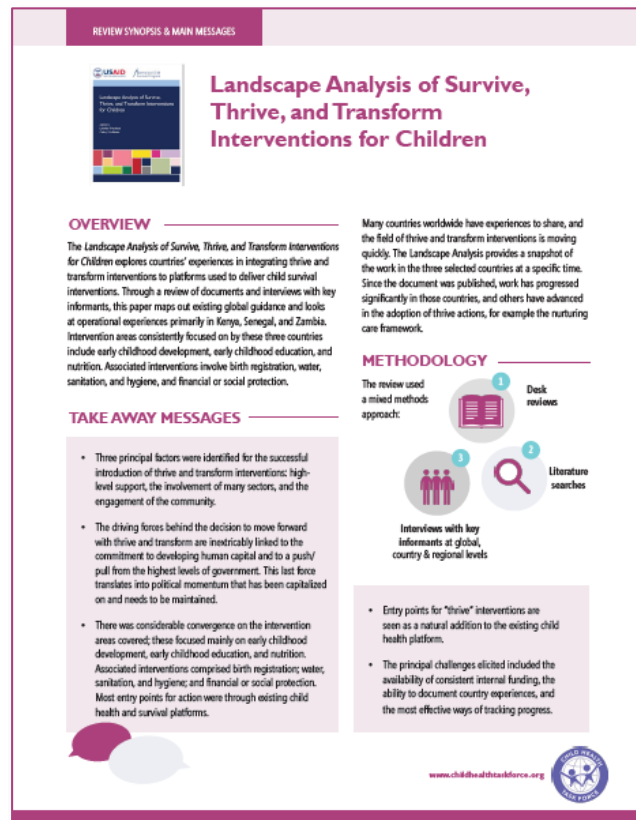 REVIEW SYNOPSIS & MAIN MESSAGES
USAID
Landscape Analysis of Survive,
Thrive, and Transform Interventions
for Children
Landscape Analysis of Survive,
Thrive, and Transform
Interventions for Children
OVERVIEW
The Landscape Analysis of Survive, Thrive, and Transform Interventions
for Children explores countries' experiences in integrating thrive and
transform interventions to platforms used to deliver child survival
interventions. Through a review of documents and interviews with key
informants, this paper maps out existing global guidance and looks
at operational experiences primarily in Kenya, Senegal, and Zambia.
Intervention areas consistently focused on by these three countries
include early childhood development, early childhood education, and
nutrition. Associated interventions involve birth registration, water,
sanitation, and hygiene, and financial or social protection.
TAKE AWAY MESSAGES
• Three principal factors were identified for the successful
introduction of thrive and transform interventions: high-
level support, the involvement of many sectors, and the
engagement of the community.
• The driving forces behind the decision to move forward
with thrive and transform are inextricably linked to the
commitment to developing human capital and to a push/
pull from the highest levels of government. This last force
translates into political momentum that has been capitalized
on and needs to be maintained.
• There was considerable convergence on the intervention
areas covered; these focused mainly on early childhood
development, early childhood education, and nutrition.
Associated interventions comprised birth registration; water,
sanitation, and hygiene; and financial or social protection.
Most entry points for action were through existing child
health and survival platforms.
Many countries worldwide have experiences to share, and
the field of thrive and transform interventions is moving
quickly. The Landscape Analysis provides a snapshot of
the work in the three selected countries at a specific time.
Since the document was published, work has progressed
significantly in those countries, and others have advanced
in the adoption of thrive actions, for example the nurturing
care framework.
METHODOLOGY
The review used
a mixed methods
approach:
1
Desk
reviews
2
Literature
searches
3
Interviews with key
informants at global,
country & regional levels
• Entry points for "thrive" interventions are
seen as a natural addition to the existing child
health platform.
• The principal challenges elicited included the
availability of consistent internal funding, the
ability to document country experiences, and
the most effective ways of tracking progress.
www.childhealthtaskforce.org
CHILD HEALTH
TASK FORCE